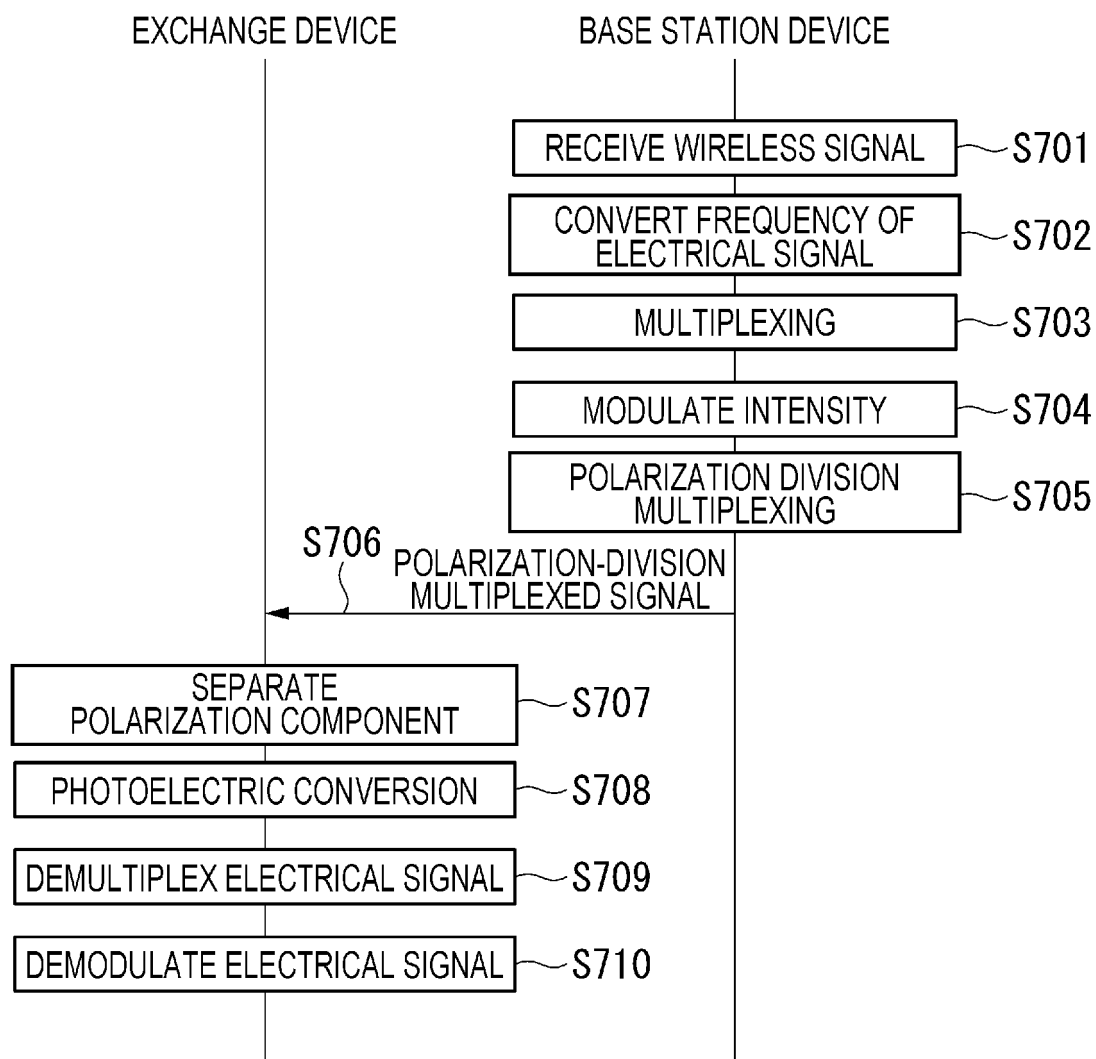 EXCHANGE DEVICE
BASE STATION DEVICE
RECEIVE WIRELESS SIGNAL
S701
CONVERT FREQUENCY OF
ELECTRICAL SIGNAL
S702
MULTIPLEXING
S703
MODULATE INTENSITY
S704
POLARIZATION DIVISION
MULTIPLEXING
S705
S706
POLARIZATION-DIVISION
MULTIPLEXED SIGNAL
SEPARATE
POLARIZATION COMPONENT
S707
PHOTOELECTRIC CONVERSION
S708
DEMULTIPLEX ELECTRICAL SIGNAL
S709
DEMODULATE ELECTRICAL SIGNAL
S710